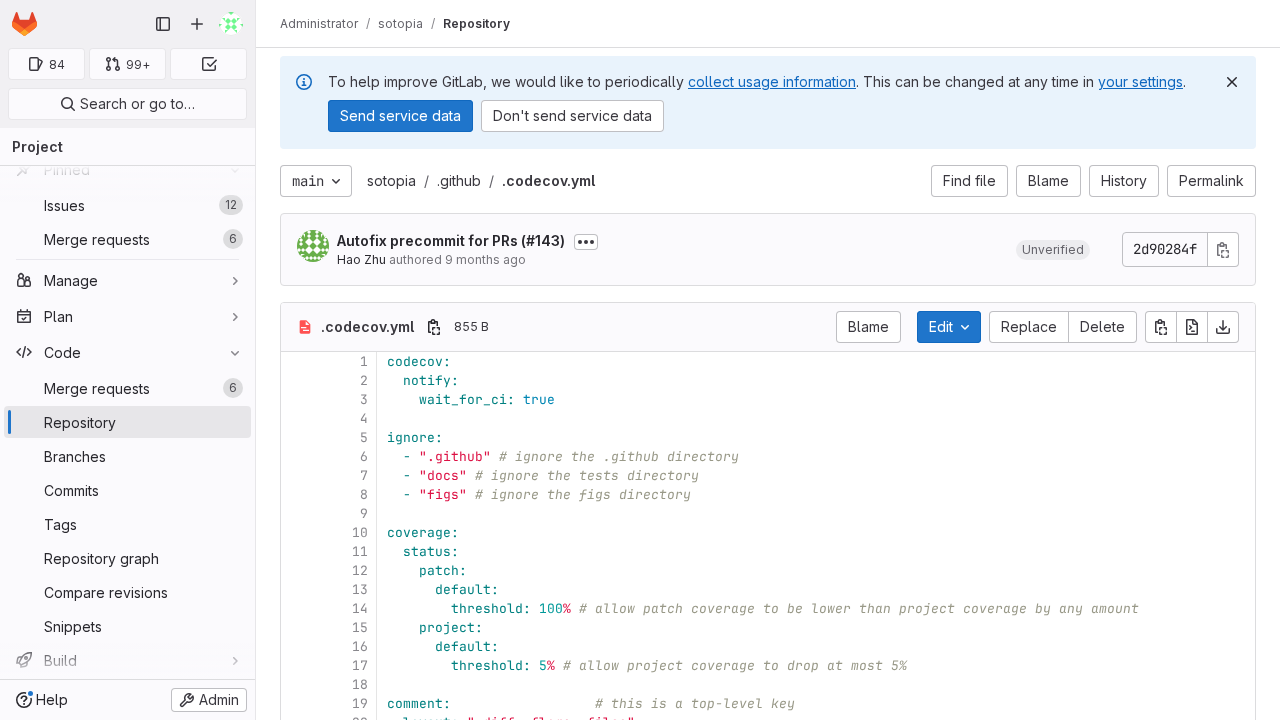 Administrator / sotopia / Repository
84
99+
Search or go to…
Project
Pinned
Issues 12
Merge requests 6
Manage
Plan
Code
Merge requests 6
Repository
Branches
Commits
Tags
Repository graph
Compare revisions
Snippets
Build
Help
Admin
To help improve GitLab, we would like to periodically collect usage information. This can be changed at any time in your settings.
Send service data
Don't send service data
main
sotopia / .github / .codecov.yml
Find file
Blame
History
Permalink
Autofix precommit for PRs (#143)
Hao Zhu authored 9 months ago
Unverified
2d90284f
.codecov.yml
855 B
Blame
Edit
Replace
Delete
1 codecov:
2   notify:
3     wait_for_ci: true
4
5 ignore:
6   - ".github" # ignore the .github directory
7   - "docs" # ignore the tests directory
8   - "figs" # ignore the figs directory
9
10 coverage:
11   status:
12     patch:
13       default:
14         threshold: 100% # allow patch coverage to be lower than project coverage by any amount
15     project:
16       default:
17         threshold: 5% # allow project coverage to drop at most 5%
18
19 comment:                  # this is a top-level key